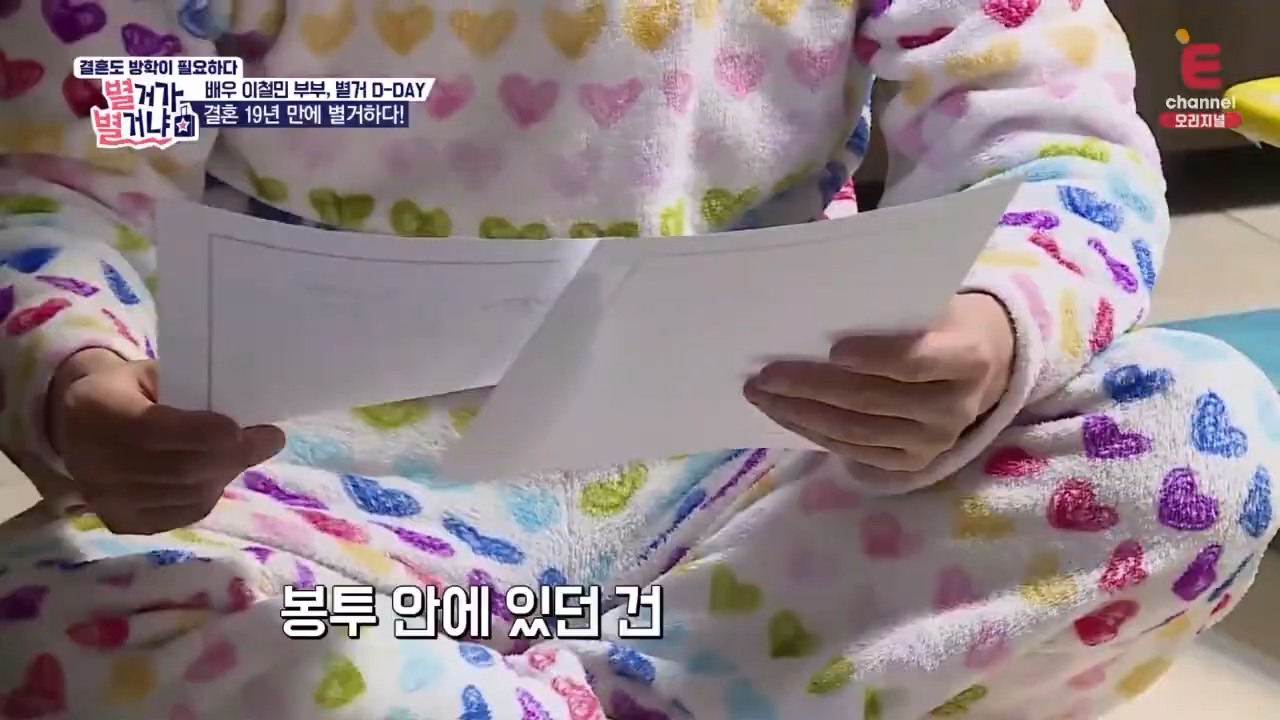 결혼도 방학이 필요하다
별거가
별거냐
배우 이철민 부부, 별거 D-DAY
결혼 19년 만에 별거하다!
E
channel
오리지널
봉투 안에 있던 건